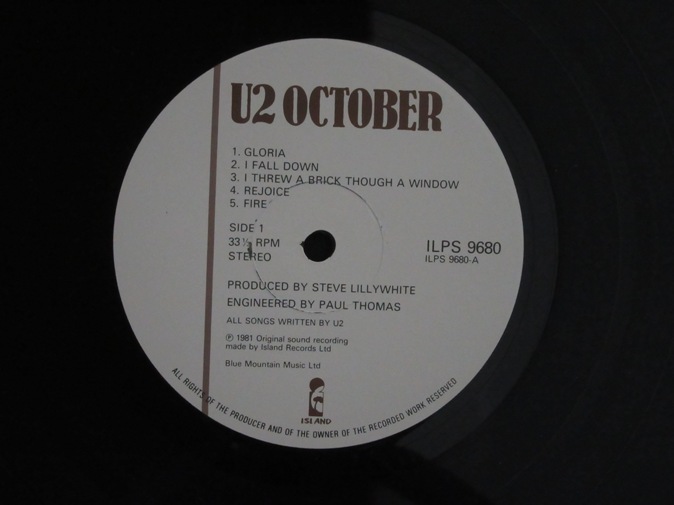 U2 OCTOBER
1. GLORIA
2. I FALL DOWN
3. I THREW A BRICK THOUGH A WINDOW
4. REJOICE
5. FIRE
SIDE 1
33⅓ RPM
STEREO
ILPS 9680
ILPS 9680-A
PRODUCED BY STEVE LILLYWHITE
ENGINEERED BY PAUL THOMAS
ALL SONGS WRITTEN BY U2
℗ 1981 Original sound recording
made by Island Records Ltd
Blue Mountain Music Ltd
ISLAND
ALL RIGHTS OF THE PRODUCER AND OF THE OWNER OF THE RECORDED WORK RESERVED